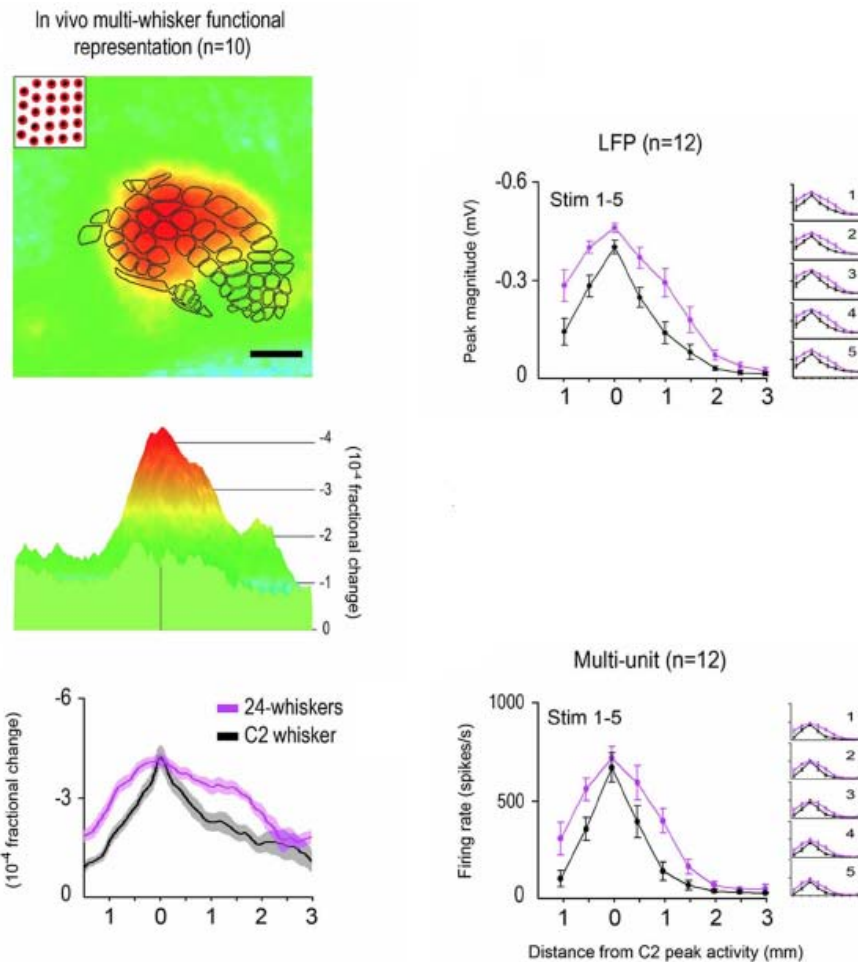 In vivo multi-whisker functional
representation (n=10)
-4
-3
-2
-1
0
(10⁻⁴ fractional change)
-6
-3
0
(10⁻⁴ fractional change)
24-whiskers
C2 whisker
1 0 1 2 3
LFP (n=12)
-0.6
-0.3
0
Peak magnitude (mV)
Stim 1-5
1 0 1 2 3
1
2
3
4
5
Multi-unit (n=12)
1000
500
0
Firing rate (spikes/s)
Stim 1-5
1 0 1 2 3
1
2
3
4
5
Distance from C2 peak activity (mm)